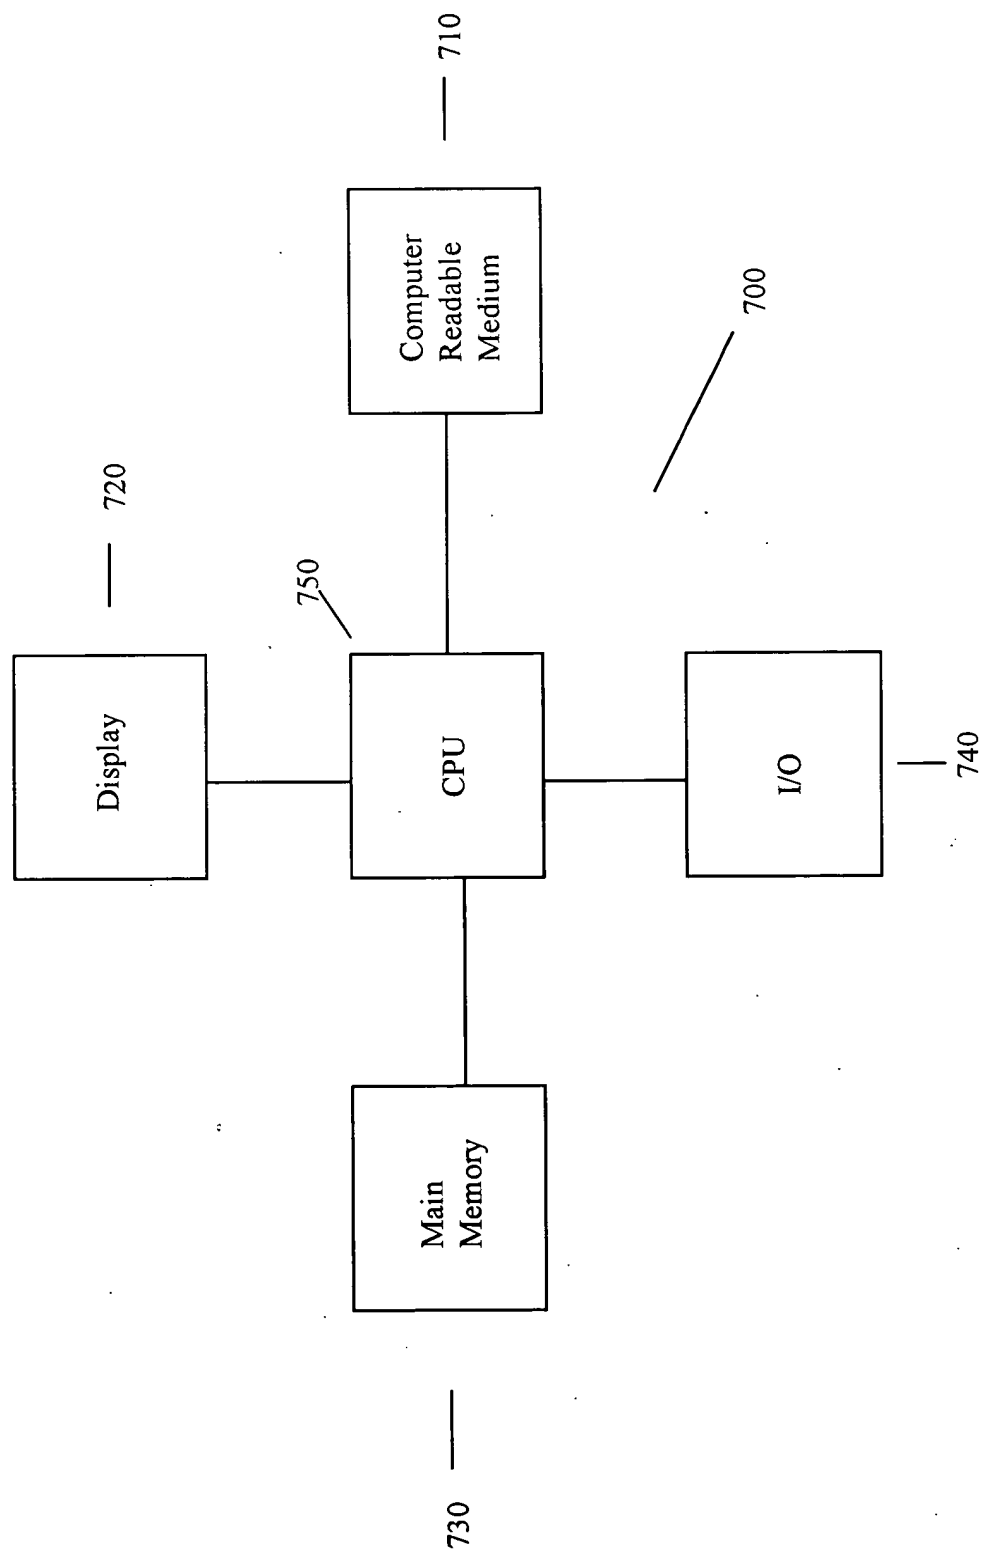 Display
720
750
730
Main
Memory
CPU
Computer
Readable
Medium
710
700
I/O
740